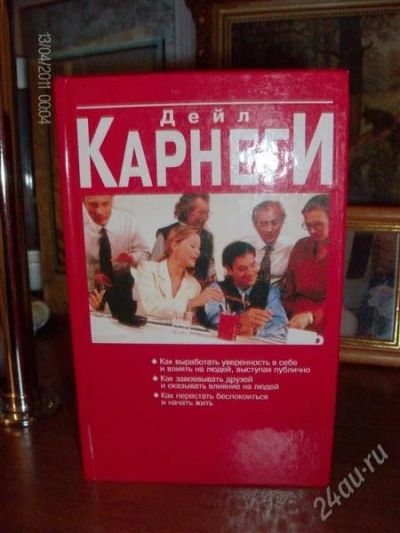 13/04/2011 00:04
Дейл
КАРНЕГИ
Как выработать уверенность в себе
и влиять на людей, выступая публично
Как завоевывать друзей
и оказывать влияние на людей
Как перестать беспокоиться
и начать жить
24au.ru